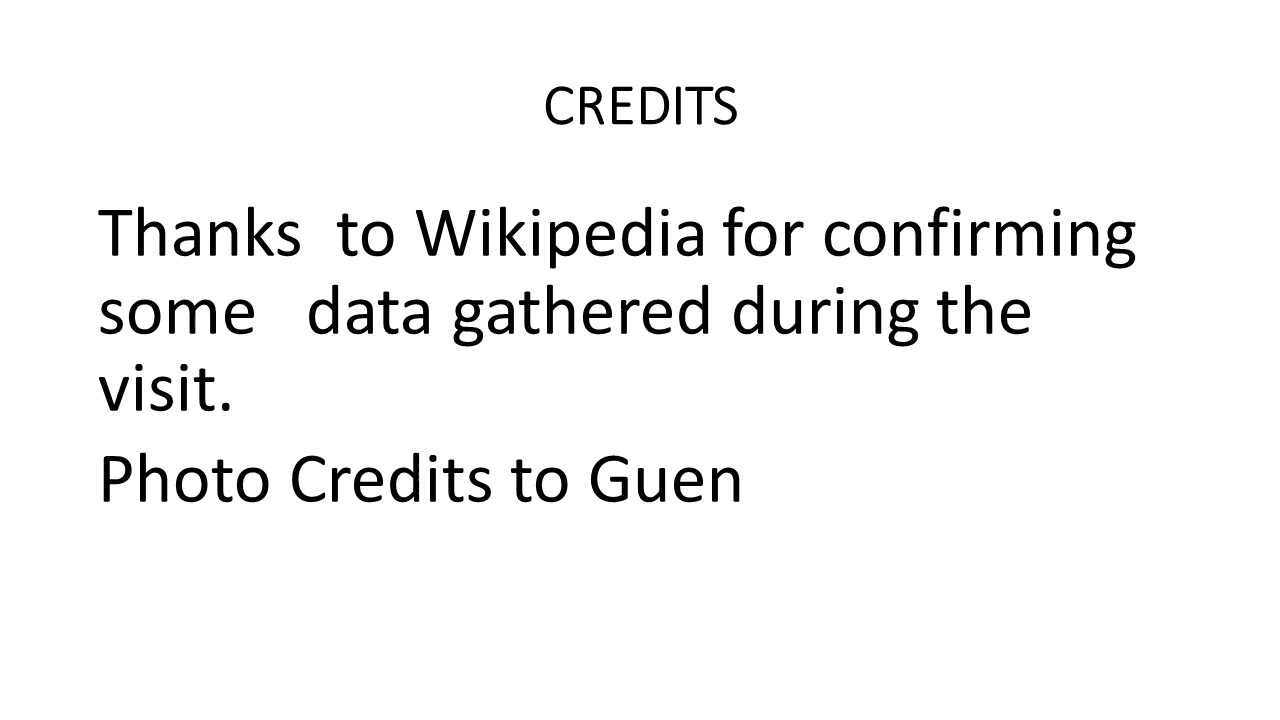 CREDITS
Thanks  to Wikipedia for confirming
some   data gathered during the
visit.
Photo Credits to Guen